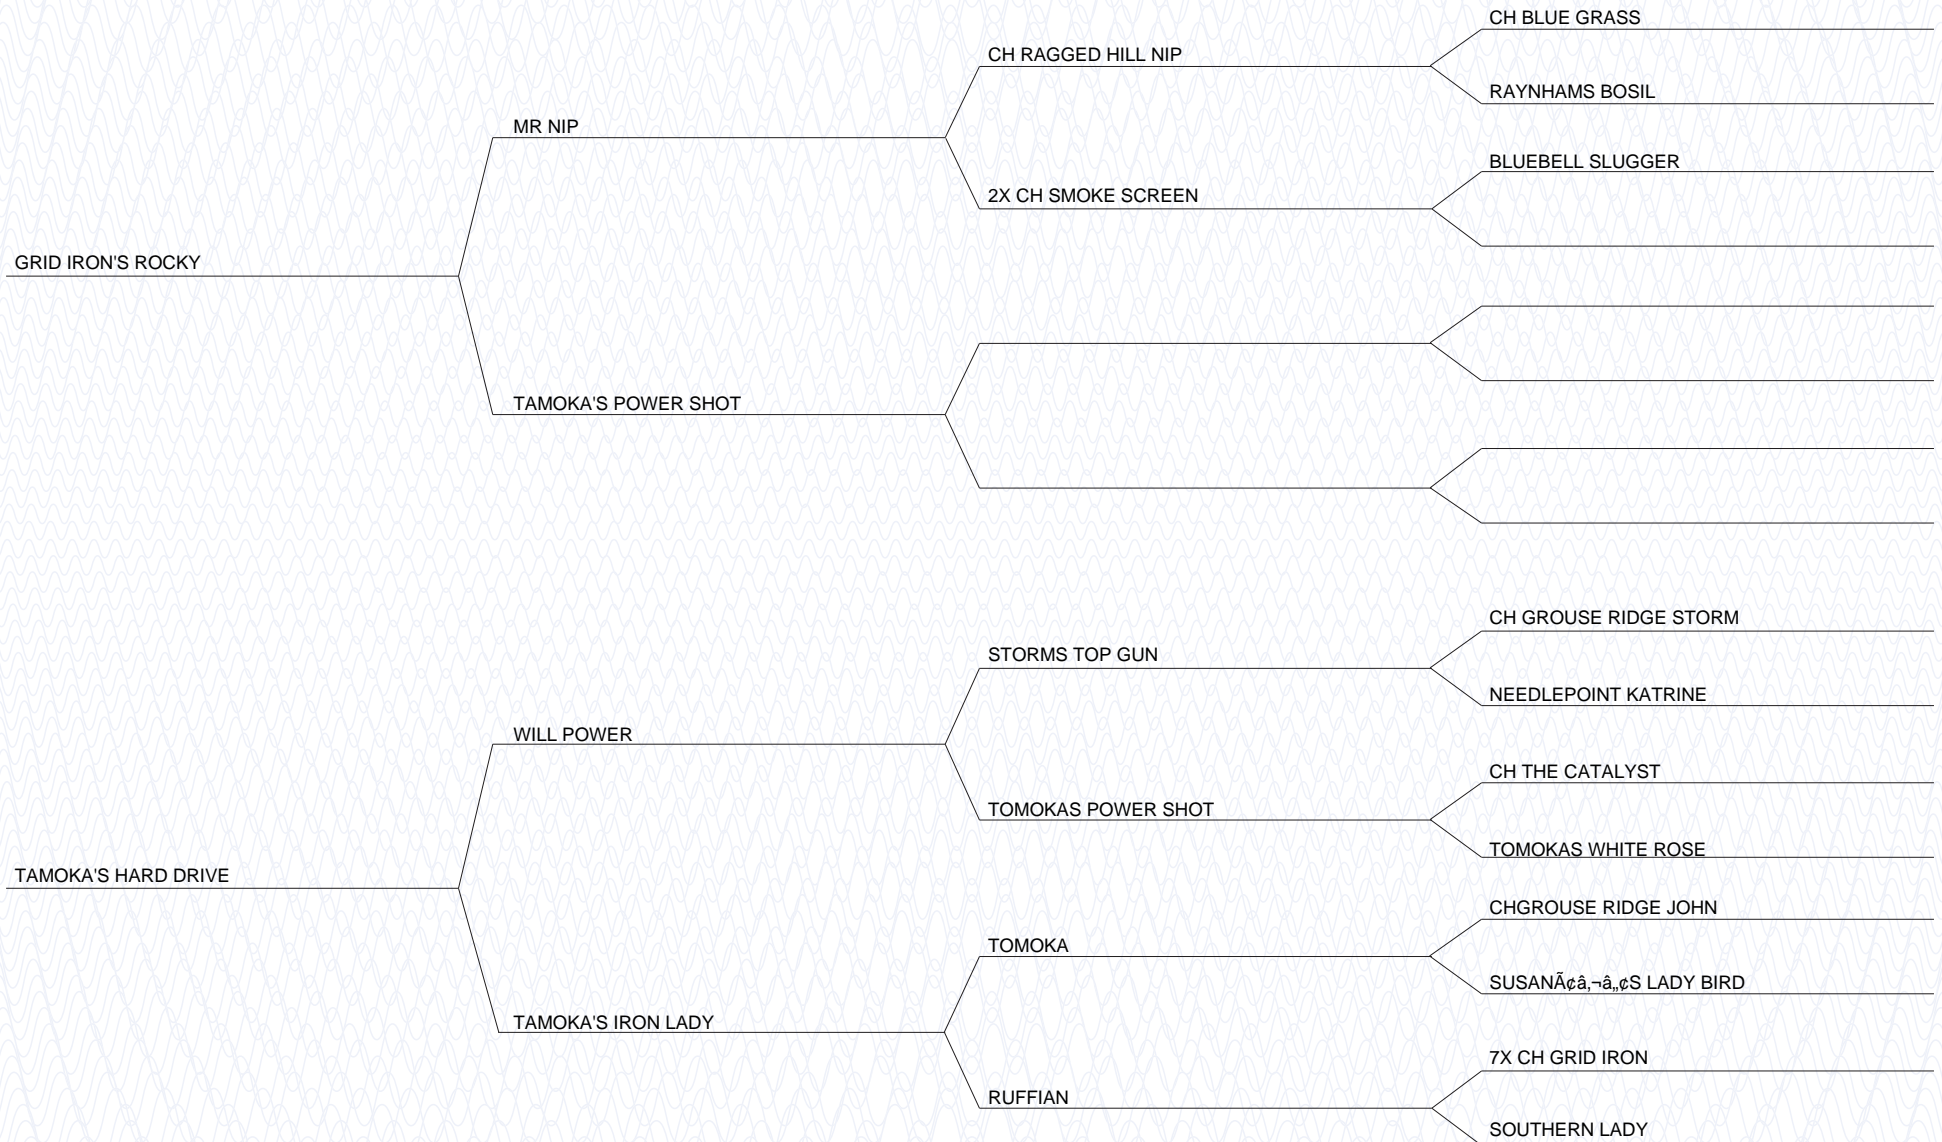 CH BLUE GRASS
CH RAGGED HILL NIP
RAYNHAMS BOSIL
MR NIP
BLUEBELL SLUGGER
2X CH SMOKE SCREEN
GRID IRON'S ROCKY
TAMOKA'S POWER SHOT
CH GROUSE RIDGE STORM
STORMS TOP GUN
NEEDLEPOINT KATRINE
WILL POWER
CH THE CATALYST
TOMOKAS POWER SHOT
TOMOKAS WHITE ROSE
TAMOKA'S HARD DRIVE
CHGROUSE RIDGE JOHN
TOMOKA
SUSANÃ¢â‚¬â„¢S LADY BIRD
TAMOKA'S IRON LADY
7X CH GRID IRON
RUFFIAN
SOUTHERN LADY